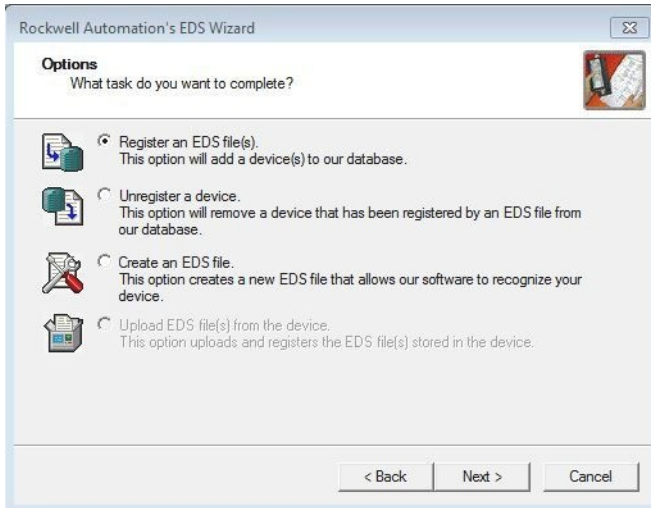 Rockwell Automation's EDS Wizard
Options
What task do you want to complete?
Register an EDS file(s).
This option will add a device(s) to our database.
Unregister a device.
This option will remove a device that has been registered by an EDS file from
our database.
Create an EDS file.
This option creates a new EDS file that allows our software to recognize your
device.
Upload EDS file(s) from the device.
This option uploads and registers the EDS file(s) stored in the device.
< Back
Next >
Cancel